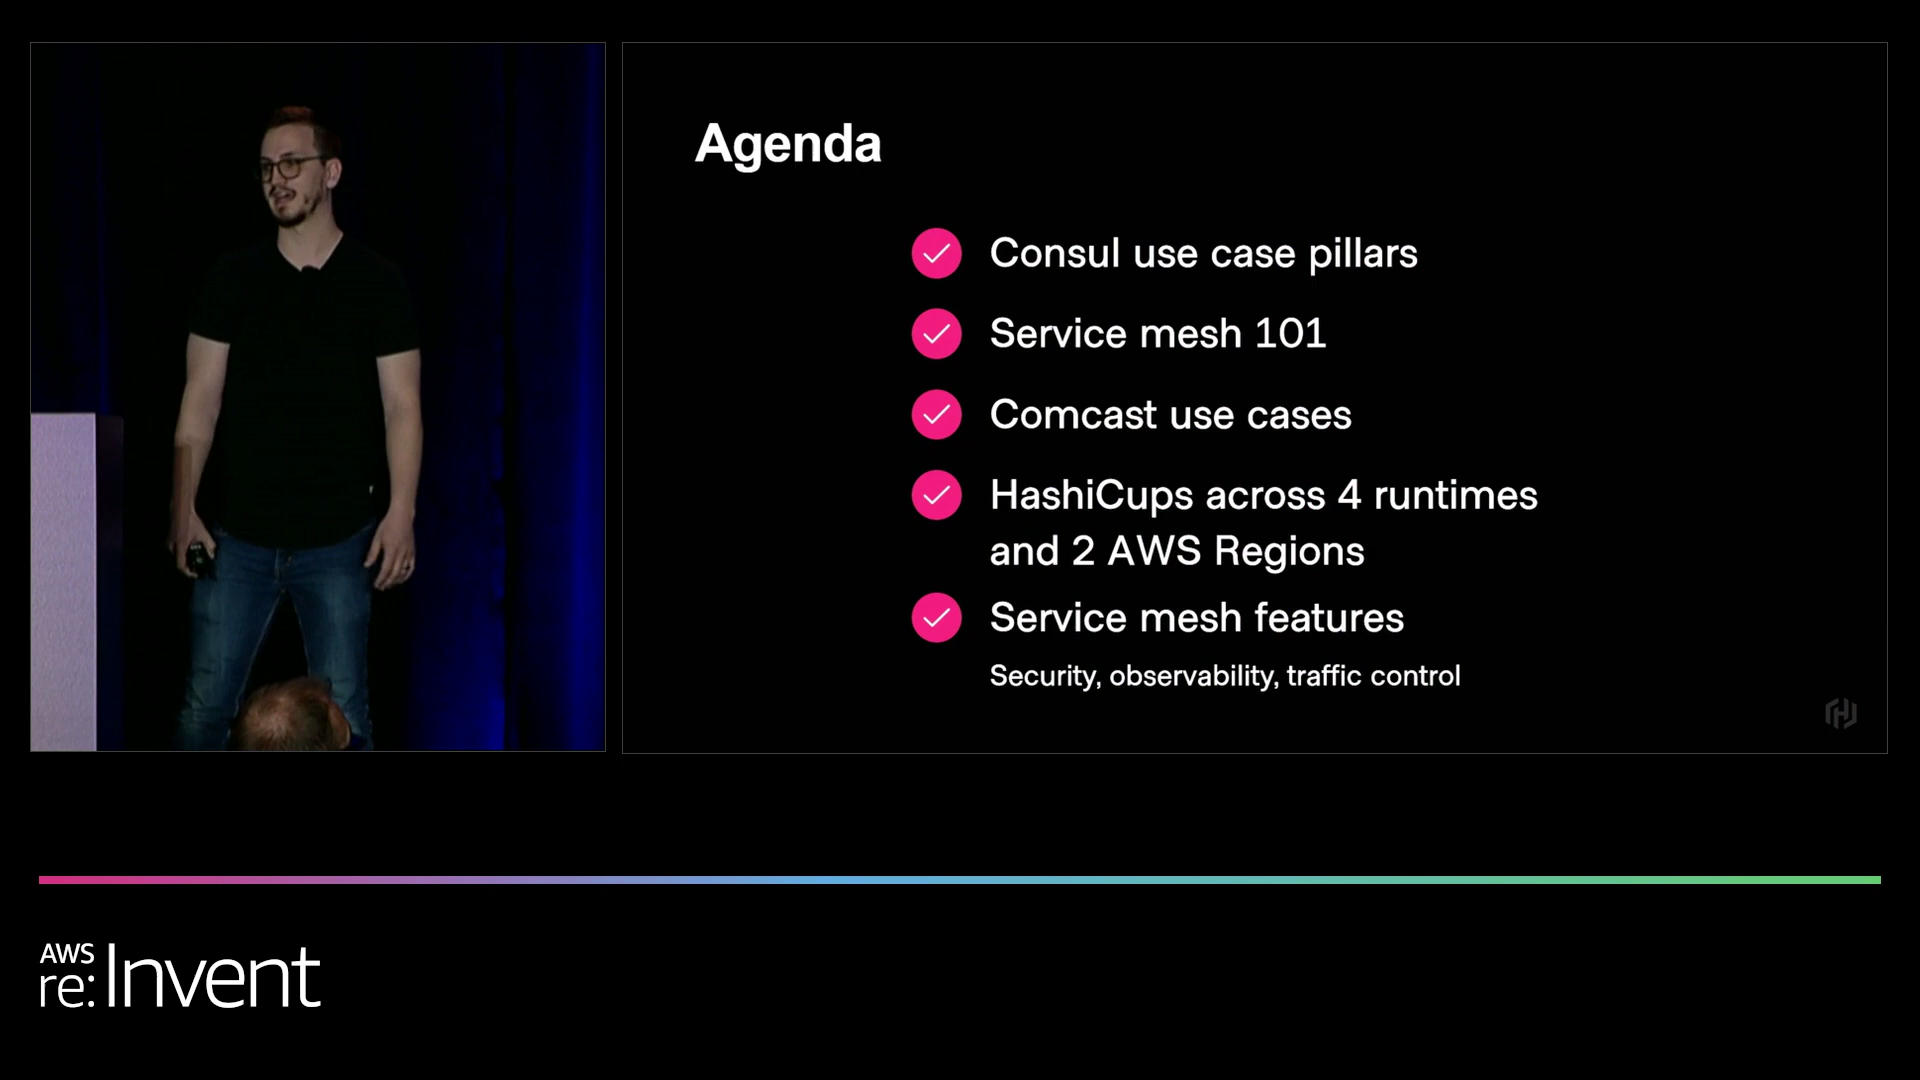 Agenda
Consul use case pillars
Service mesh 101
Comcast use cases
HashiCups across 4 runtimes
and 2 AWS Regions
Service mesh features
Security, observability, traffic control
AWS
re:Invent